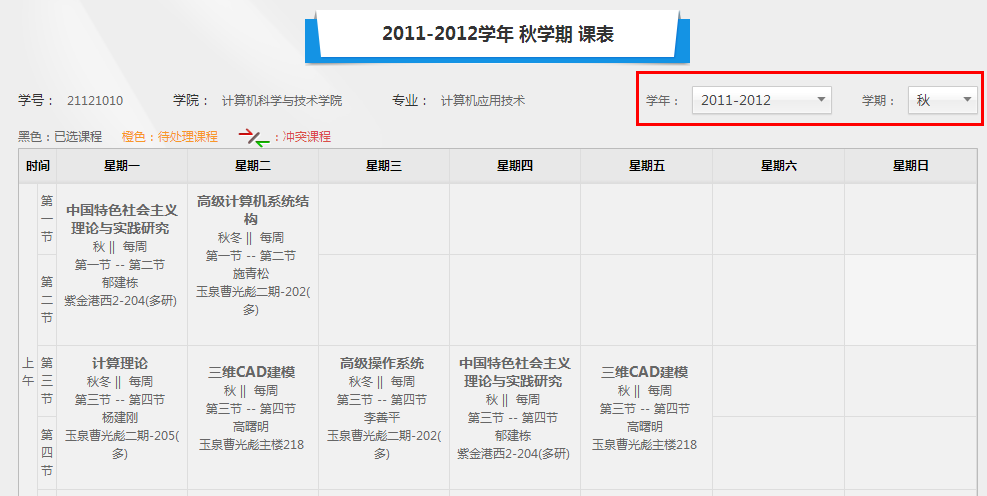 2011-2012学年 秋学期 课表
学号： 21121010 学院： 计算机科学与技术学院 专业： 计算机应用技术 学年： 2011-2012 学期： 秋
黑色：已选课程 橙色：待处理课程 ：冲突课程
时间 星期一 星期二 星期三 星期四 星期五 星期六 星期日
上午
第一节
第二节
中国特色社会主义
理论与实践研究
秋 || 每周
第一节 -- 第二节
郁建栋
紫金港西2-204(多研)
高级计算机系统结
构
秋冬 || 每周
第一节 -- 第二节
施青松
玉泉曹光彪二期-202(
多)
第三节
第四节
计算理论
秋冬 || 每周
第三节 -- 第四节
杨建刚
玉泉曹光彪二期-205(
多)
三维CAD建模
秋 || 每周
第三节 -- 第四节
高曙明
玉泉曹光彪主楼218
高级操作系统
秋冬 || 每周
第三节 -- 第四节
李善平
玉泉曹光彪二期-202(
多)
中国特色社会主义
理论与实践研究
秋 || 每周
第三节 -- 第四节
郁建栋
紫金港西2-204(多研)
三维CAD建模
秋 || 每周
第三节 -- 第四节
高曙明
玉泉曹光彪主楼218